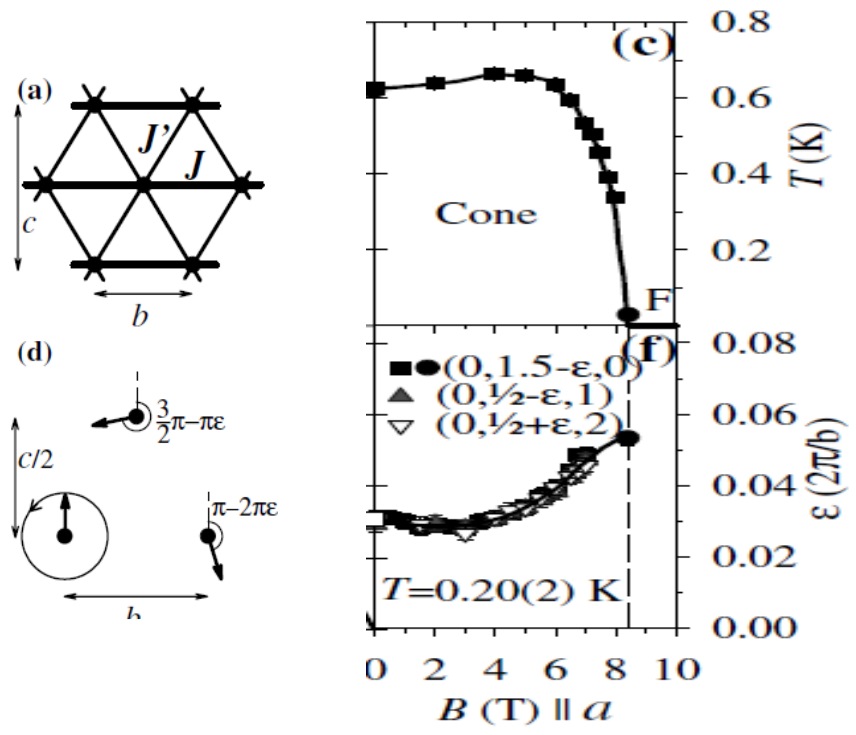 (a)
J'
J
c
b
(d)
3/2 π–πε
c/2
π–2πε
b
(c)
0.8
0.6
0.4
0.2
T (K)
Cone
F
(f)
(0,1.5-ε,0)
(0,½-ε,1)
(0,½+ε,2)
0.08
0.06
0.04
0.02
0.00
ε (2π/b)
T=0.20(2) K
0 2 4 6 8 10
B (T) || a